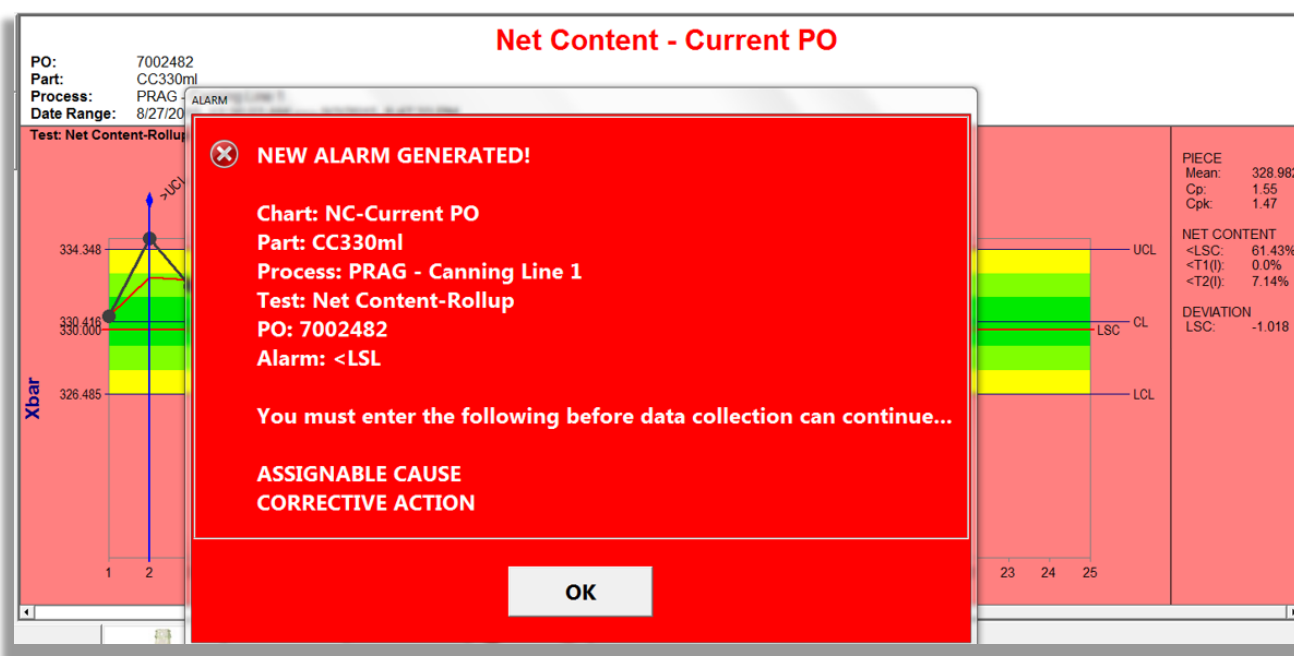 Net Content - Current PO
PO: 7002482
Part: CC330ml
Process: PRAG -
Date Range: 8/27/20
Test: Net Content-Rollup
ALARM
NEW ALARM GENERATED!
Chart: NC-Current PO
Part: CC330ml
Process: PRAG - Canning Line 1
Test: Net Content-Rollup
PO: 7002482
Alarm: <LSL
You must enter the following before data collection can continue...
ASSIGNABLE CAUSE
CORRECTIVE ACTION
OK
>UCL
334.348
330.416
330.000
326.485
Xbar
1 2
23 24 25
UCL
CL
LSC
LCL
PIECE
Mean: 328.982
Cp: 1.55
Cpk: 1.47
NET CONTENT
<LSC: 61.43%
<T1(l): 0.0%
<T2(l): 7.14%
DEVIATION
LSC: -1.018